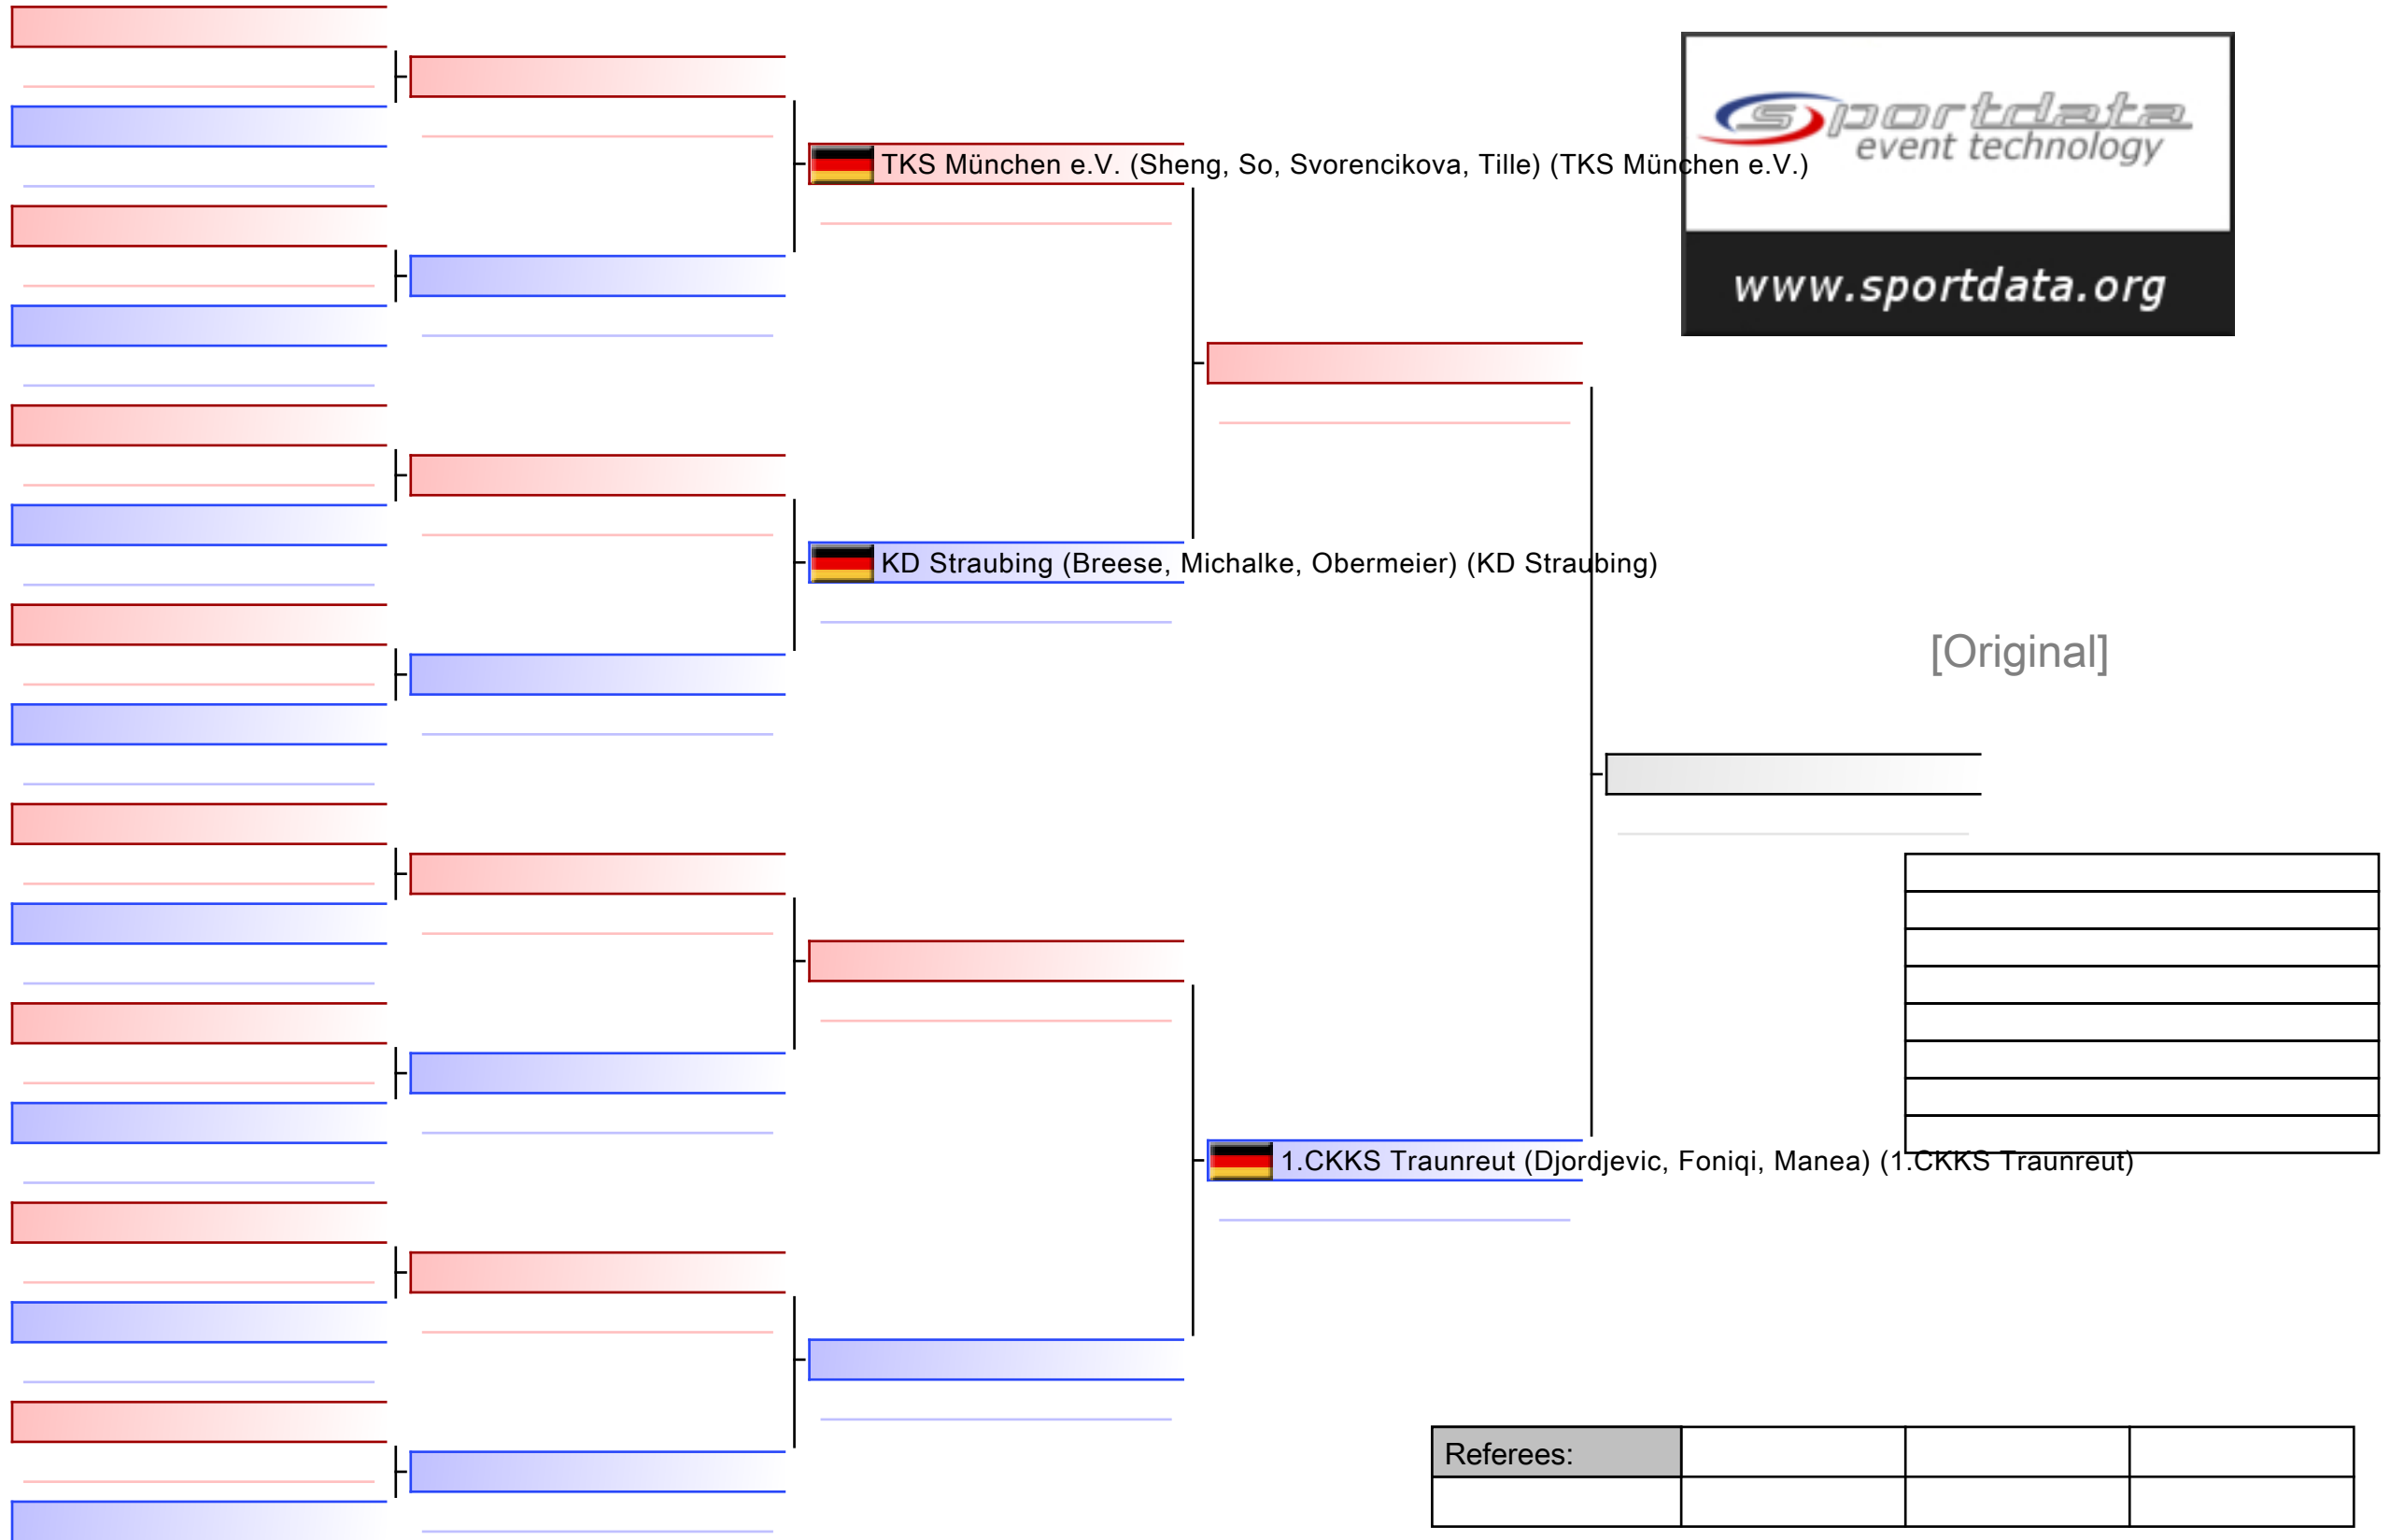 sportdata
event technology
www.sportdata.org
TKS München e.V. (Sheng, So, Svorencikova, Tille) (TKS München e.V.)
KD Straubing (Breese, Michalke, Obermeier) (KD Straubing)
[Original]
1.CKKS Traunreut (Djordjevic, Foniqi, Manea) (1.CKKS Traunreut)
Referees: